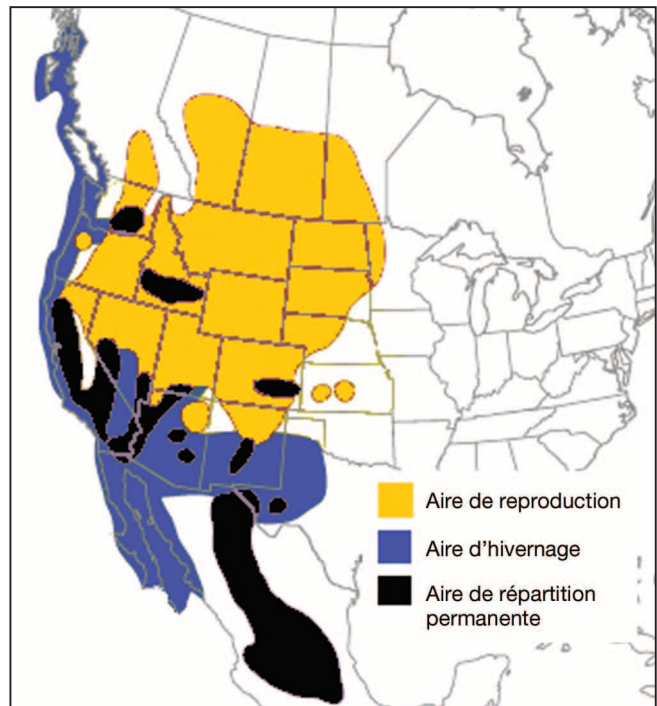 Aire de reproduction
Aire d'hivernage
Aire de répartition
permanente